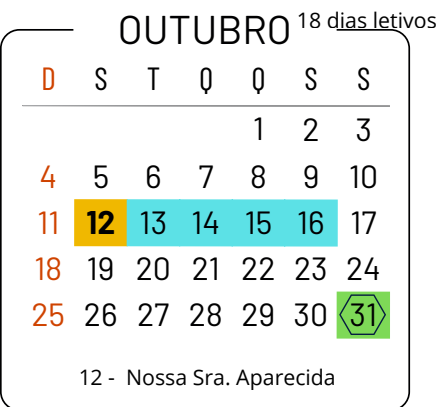 OUTUBRO 18 dias letivos
D S T Q Q S S
1 2 3
4 5 6 7 8 9 10
11 12 13 14 15 16 17
18 19 20 21 22 23 24
25 26 27 28 29 30 31
12 - Nossa Sra. Aparecida